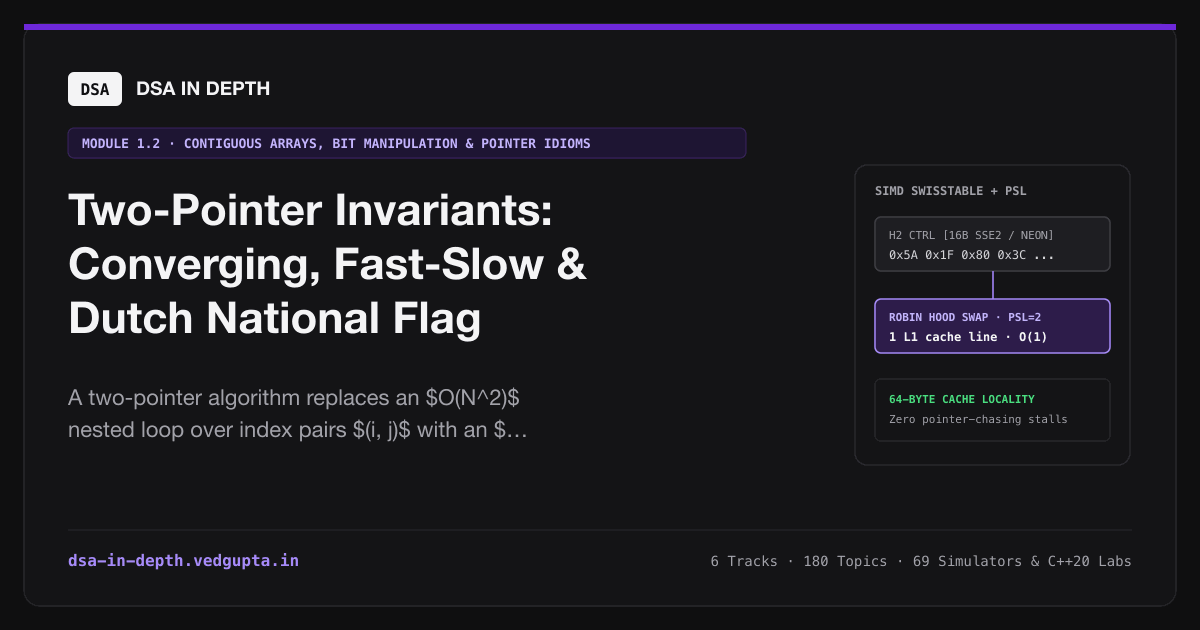 DSA
DSA IN DEPTH
MODULE 1.2 · CONTIGUOUS ARRAYS, BIT MANIPULATION & POINTER IDIOMS
Two-Pointer Invariants:
Converging, Fast-Slow &
Dutch National Flag
A two-pointer algorithm replaces an $O(N^2)$
nested loop over index pairs $(i, j)$ with an $…
SIMD SWISSTABLE + PSL
H2 CTRL [16B SSE2 / NEON]
0x5A 0x1F 0x80 0x3C ...
ROBIN HOOD SWAP · PSL=2
1 L1 cache line · O(1)
64-BYTE CACHE LOCALITY
Zero pointer-chasing stalls
dsa-in-depth.vedgupta.in
6 Tracks · 180 Topics · 69 Simulators & C++20 Labs